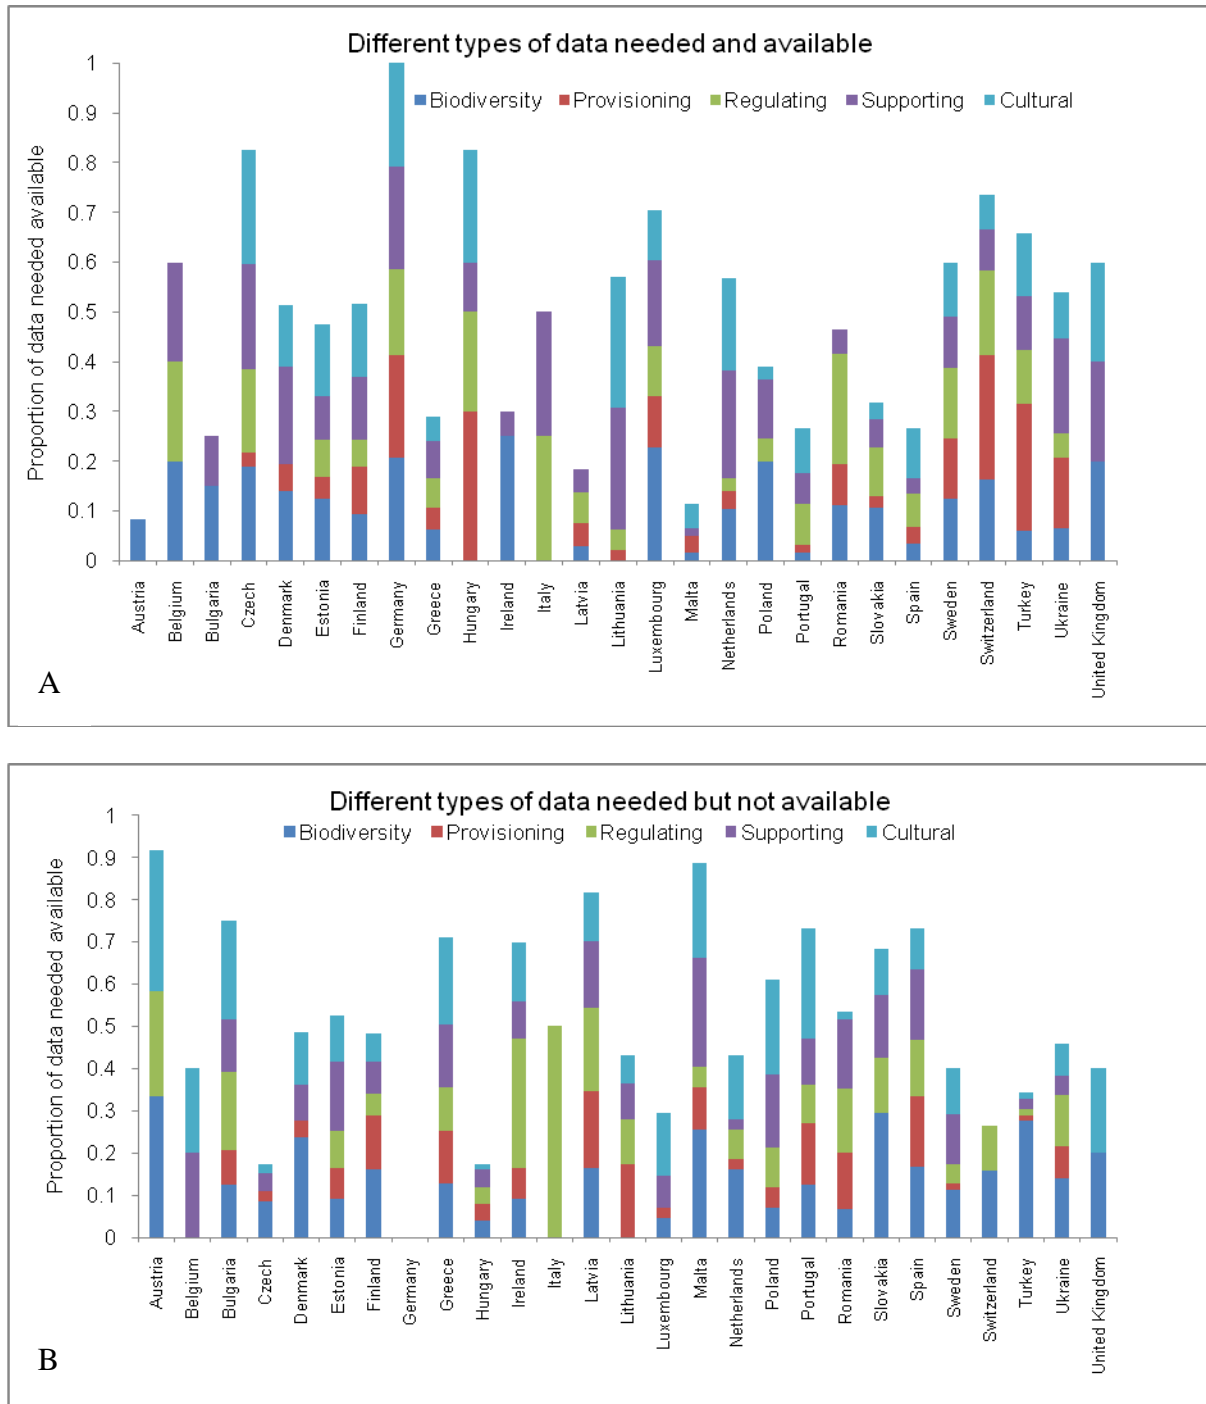 Different types of data needed and available
Biodiversity Provisioning Regulating Supporting Cultural
Proportion of data needed available
1
0.9
0.8
0.7
0.6
0.5
0.4
0.3
0.2
0.1
0
Austria
Belgium
Bulgaria
Czech
Denmark
Estonia
Finland
Germany
Greece
Hungary
Ireland
Italy
Latvia
Lithuania
Luxembourg
Malta
Netherlands
Poland
Portugal
Romania
Slovakia
Spain
Sweden
Switzerland
Turkey
Ukraine
United Kingdom
A
Different types of data needed but not available
Biodiversity Provisioning Regulating Supporting Cultural
Proportion of data needed available
1
0.9
0.8
0.7
0.6
0.5
0.4
0.3
0.2
0.1
0
Austria
Belgium
Bulgaria
Czech
Denmark
Estonia
Finland
Germany
Greece
Hungary
Ireland
Italy
Latvia
Lithuania
Luxembourg
Malta
Netherlands
Poland
Portugal
Romania
Slovakia
Spain
Sweden
Switzerland
Turkey
Ukraine
United Kingdom
B